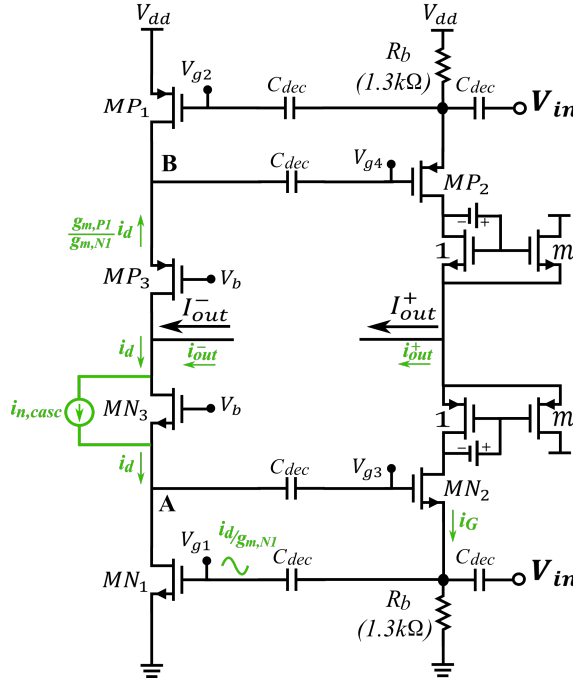 V_dd V_dd
R_b
(1.3kΩ)
V_g2 C_dec C_dec V_in
MP_1
B C_dec V_g4 MP_2
g_m,P1/g_m,N1 i_d
- +
1 m
MP_3 V_b
I_out^- I_out^+
i_d i_out^- i_out^+
i_n,casc MN_3 V_b
1 m
- +
i_d
C_dec V_g3 MN_2
A
i_G
V_g1 i_d/g_m,N1 C_dec C_dec V_in
MN_1
R_b
(1.3kΩ)